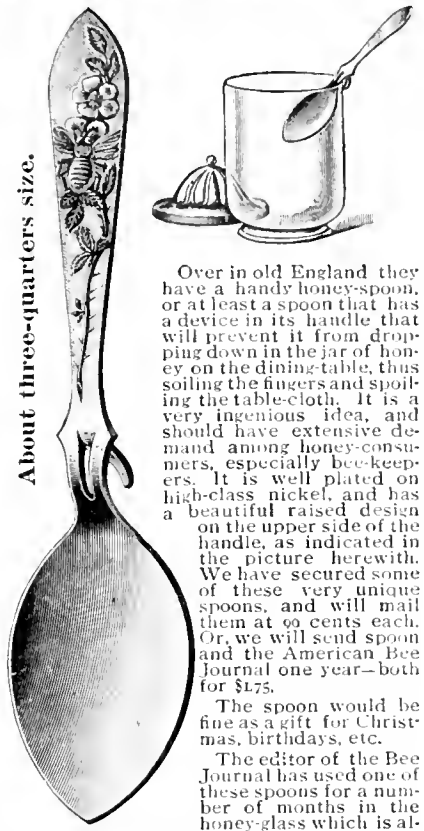 About three-quarters size.
Over in old England they
have a handy honey-spoon,
or at least a spoon that has
a device in its handle that
will prevent it from drop-
ping down in the jar of hon-
ey on the dining-table, thus
soiling the fingers and spoil-
ing the table-cloth. It is a
very ingenious idea, and
should have extensive de-
mand among honey-consu-
mers, especially bee-keep-
ers. It is well plated on
high-class nickel, and has
a beautiful raised design
on the upper side of the
handle, as indicated in
the picture herewith.
We have secured some
of these very unique
spoons, and will mail
them at 90 cents each.
Or, we will send spoon
and the American Bee
Journal one year—both
for $1.75.
The spoon would be
fine as a gift for Christ-
mas, birthdays, etc.
The editor of the Bee
Journal has used one of
these spoons for a num-
ber of months in the
honey-glass which is al-